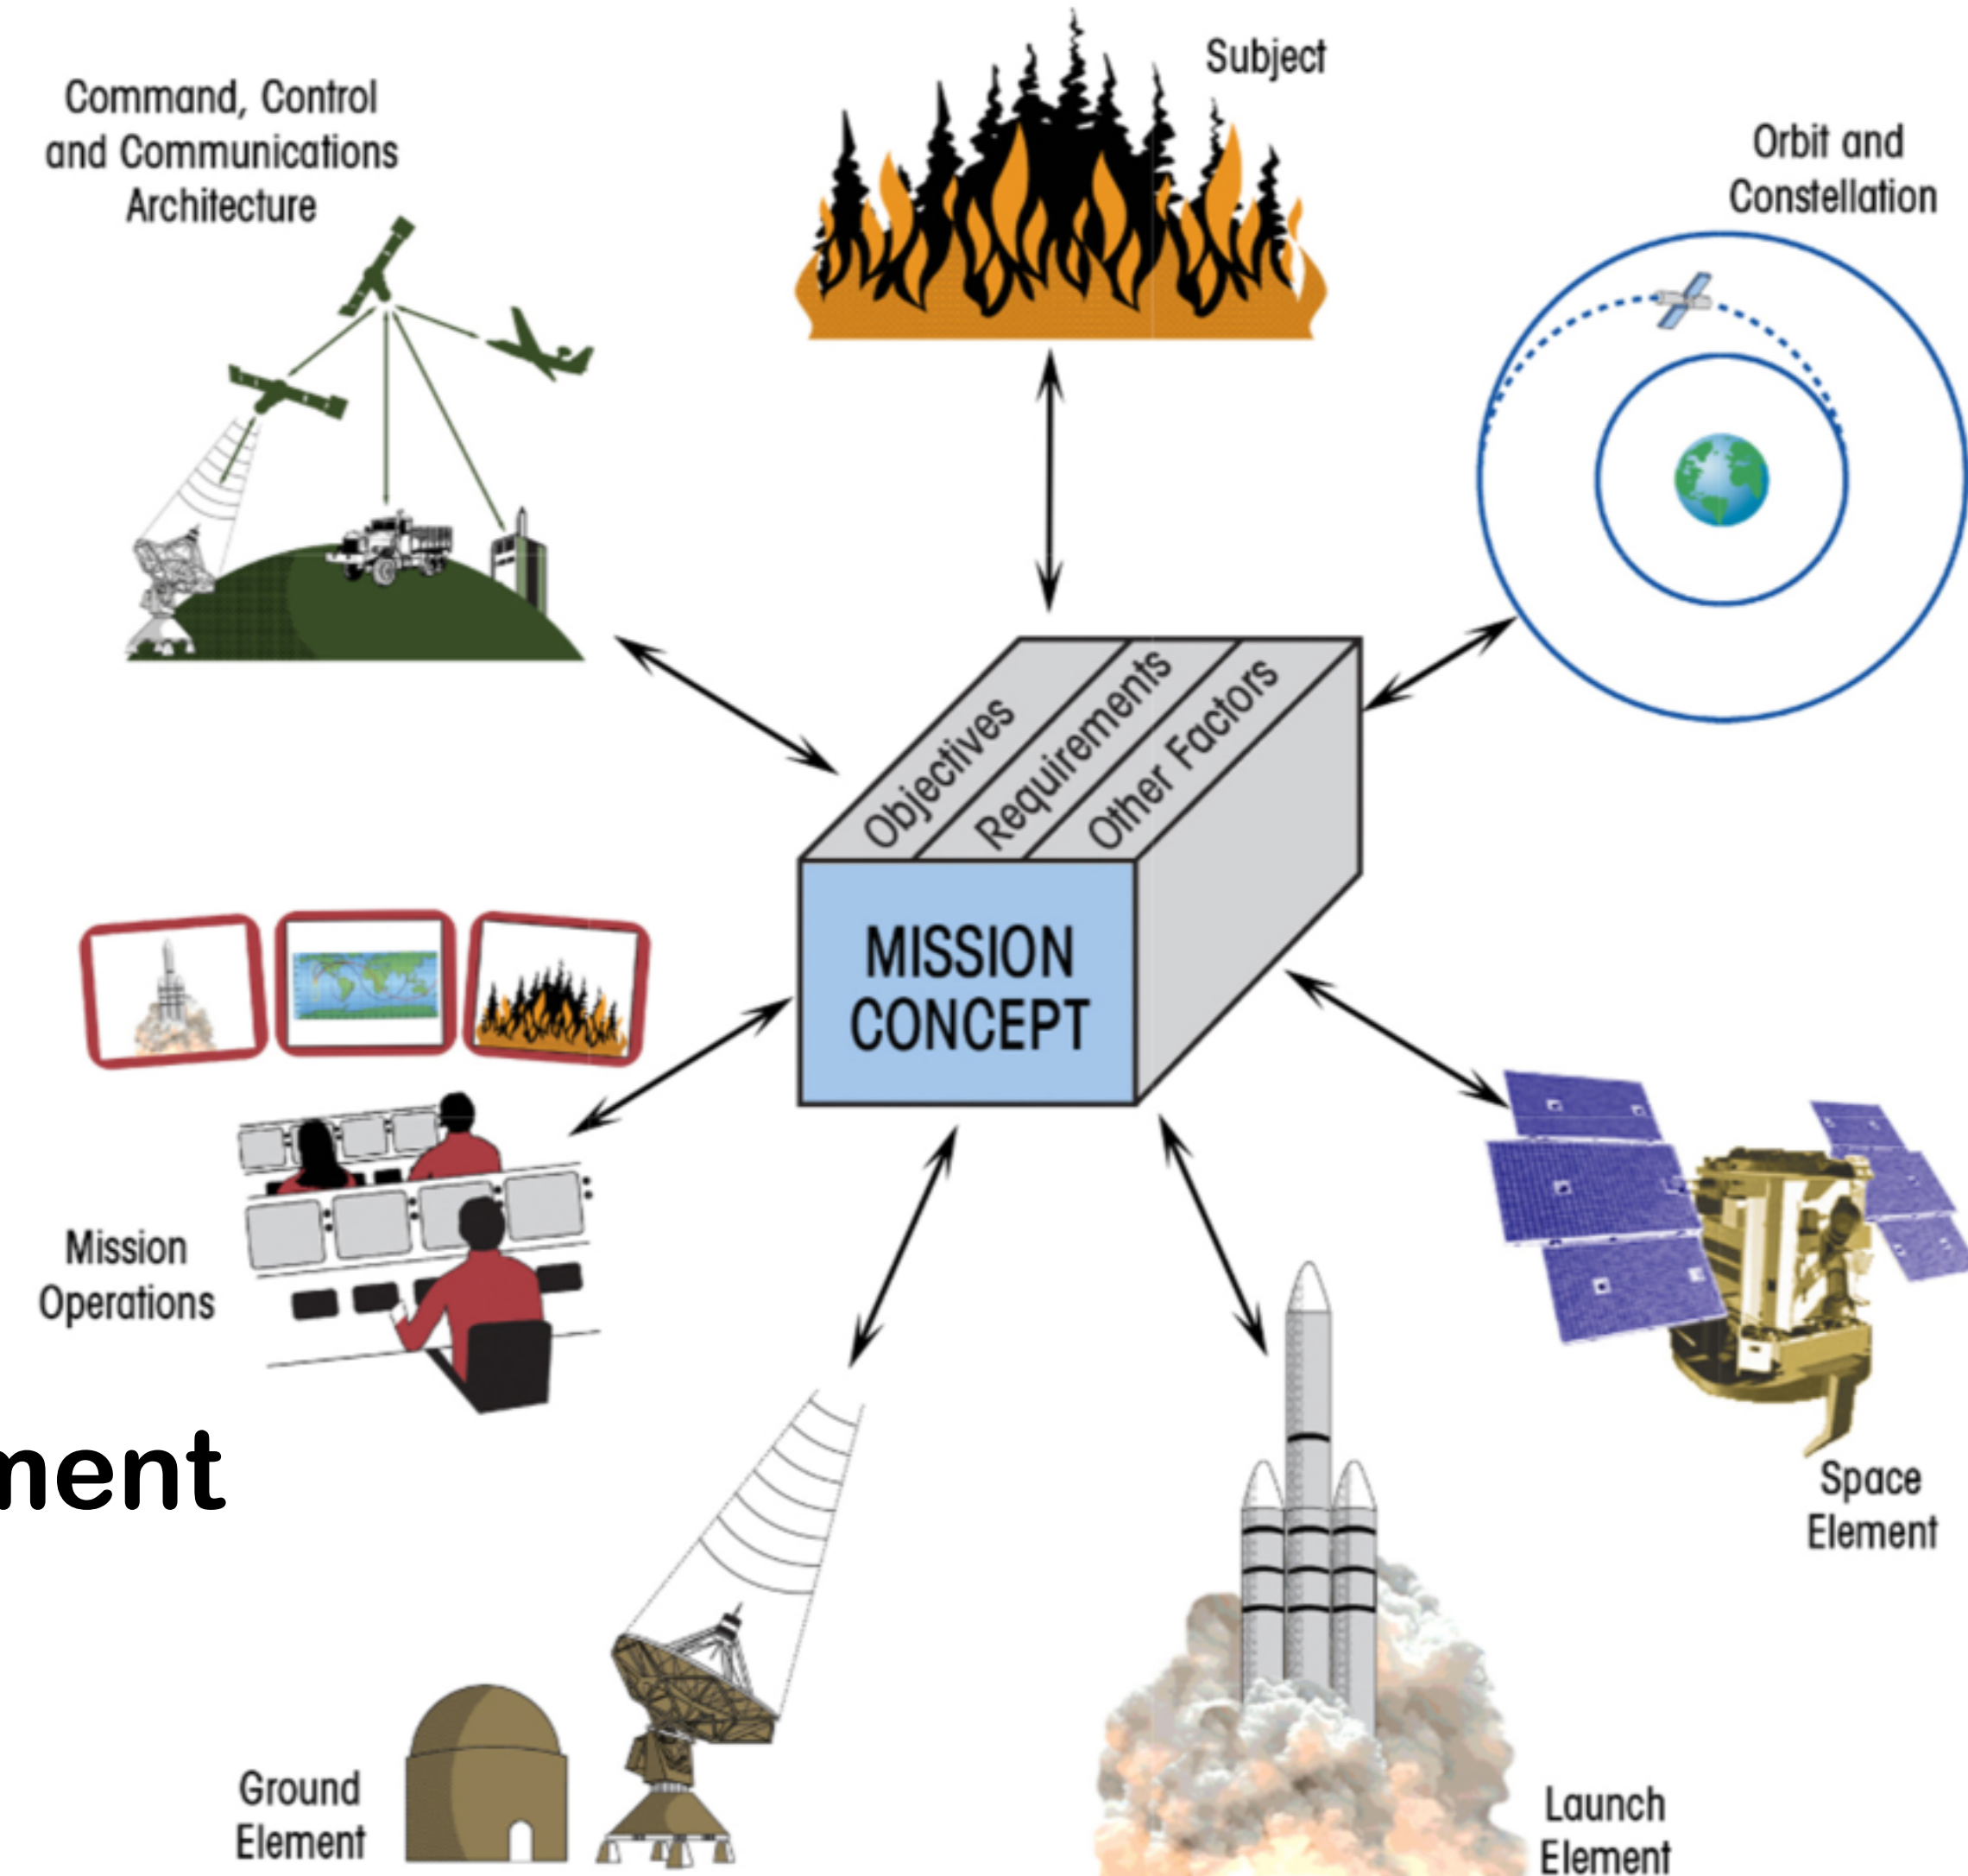 Subject
Command, Control
and Communications
Architecture
Orbit and
Constellation
Objectives
Requirements
Other Factors
MISSION
CONCEPT
Mission
Operations
ment
Space
Element
Ground
Element
Launch
Element